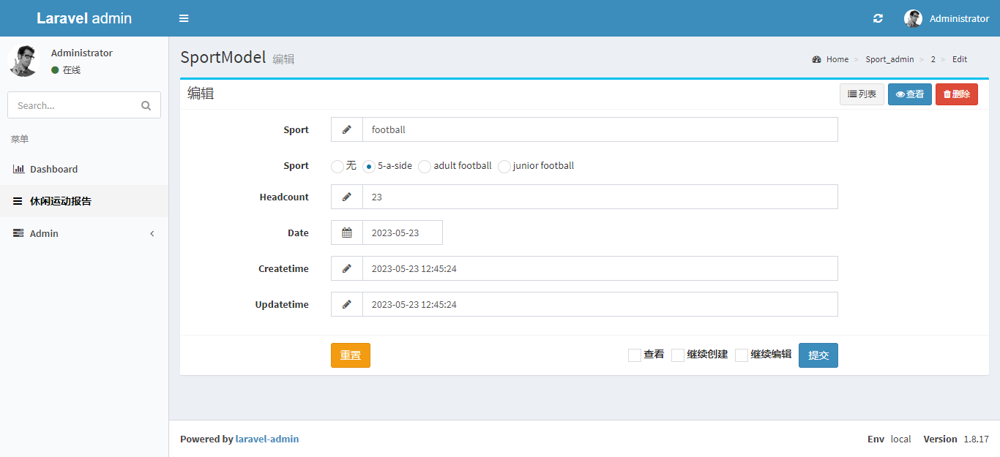 Laravel admin
Administrator
Administrator
在线
Search...
菜单
Dashboard
休闲运动报告
Admin
SportModel 编辑
Home > Sport_admin > 2 > Edit
编辑
列表 查看 删除
Sport football
Sport 无 5-a-side adult football junior football
Headcount 23
Date 2023-05-23
Createtime 2023-05-23 12:45:24
Updatetime 2023-05-23 12:45:24
重置 查看 继续创建 继续编辑 提交
Powered by laravel-admin
Env local Version 1.8.17